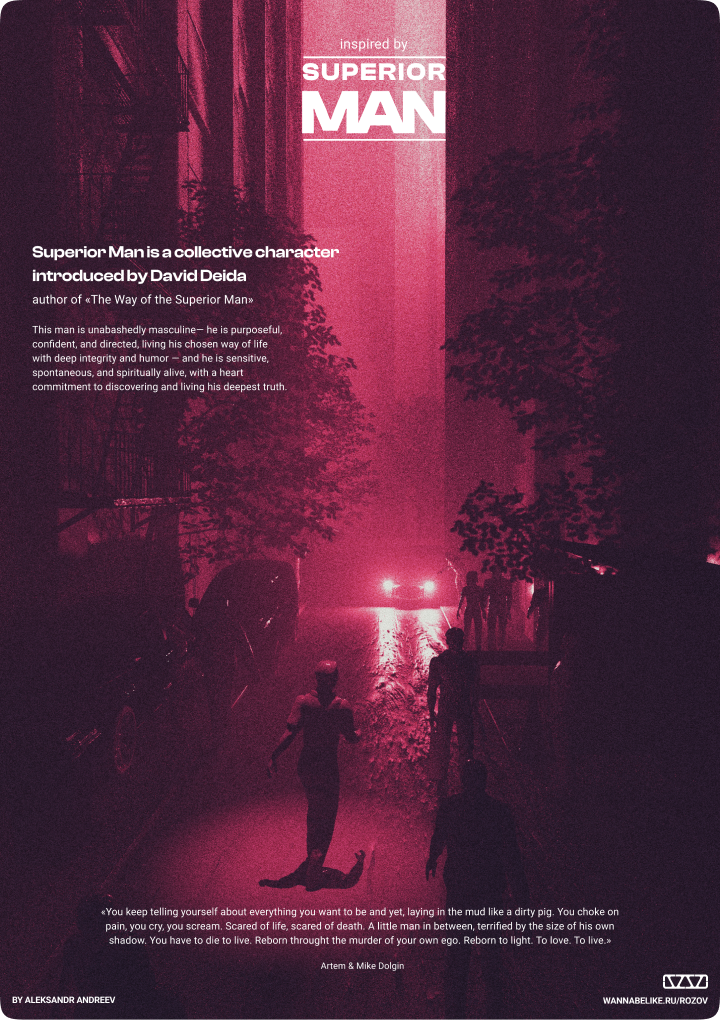 inspired by
SUPERIOR
MAN
Superior Man is a collective character
introduced by David Deida
author of «The Way of the Superior Man»
This man is unabashedly masculine— he is purposeful,
confident, and directed, living his chosen way of life
with deep integrity and humor — and he is sensitive,
spontaneous, and spiritually alive, with a heart
commitment to discovering and living his deepest truth.
«You keep telling yourself about everything you want to be and yet, laying in the mud like a dirty pig. You choke on
pain, you cry, you scream. Scared of life, scared of death. A little man in between, terrified by the size of his own
shadow. You have to die to live. Reborn throught the murder of your own ego. Reborn to light. To love. To live.»
Artem & Mike Dolgin
BY ALEKSANDR ANDREEV
WANNABELIKE.RU/ROZOV